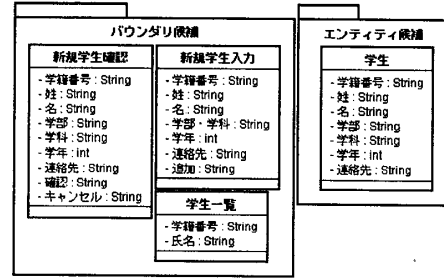 バウンダリ候補
新規学生確認
- 学籍番号 : String
- 姓 : String
- 名 : String
- 学部 : String
- 学科 : String
- 学年 : int
- 連絡先 : String
- 確認 : String
- キャンセル : String
新規学生入力
- 学籍番号 : String
- 姓 : String
- 名 : String
- 学部・学科 : String
- 学年 : int
- 連絡先 : String
- 追加 : String
学生一覧
- 学籍番号 : String
- 氏名 : String
エンティティ候補
学生
- 学籍番号 : String
- 姓 : String
- 名 : String
- 学部 : String
- 学科 : String
- 学年 : int
- 連絡先 : String